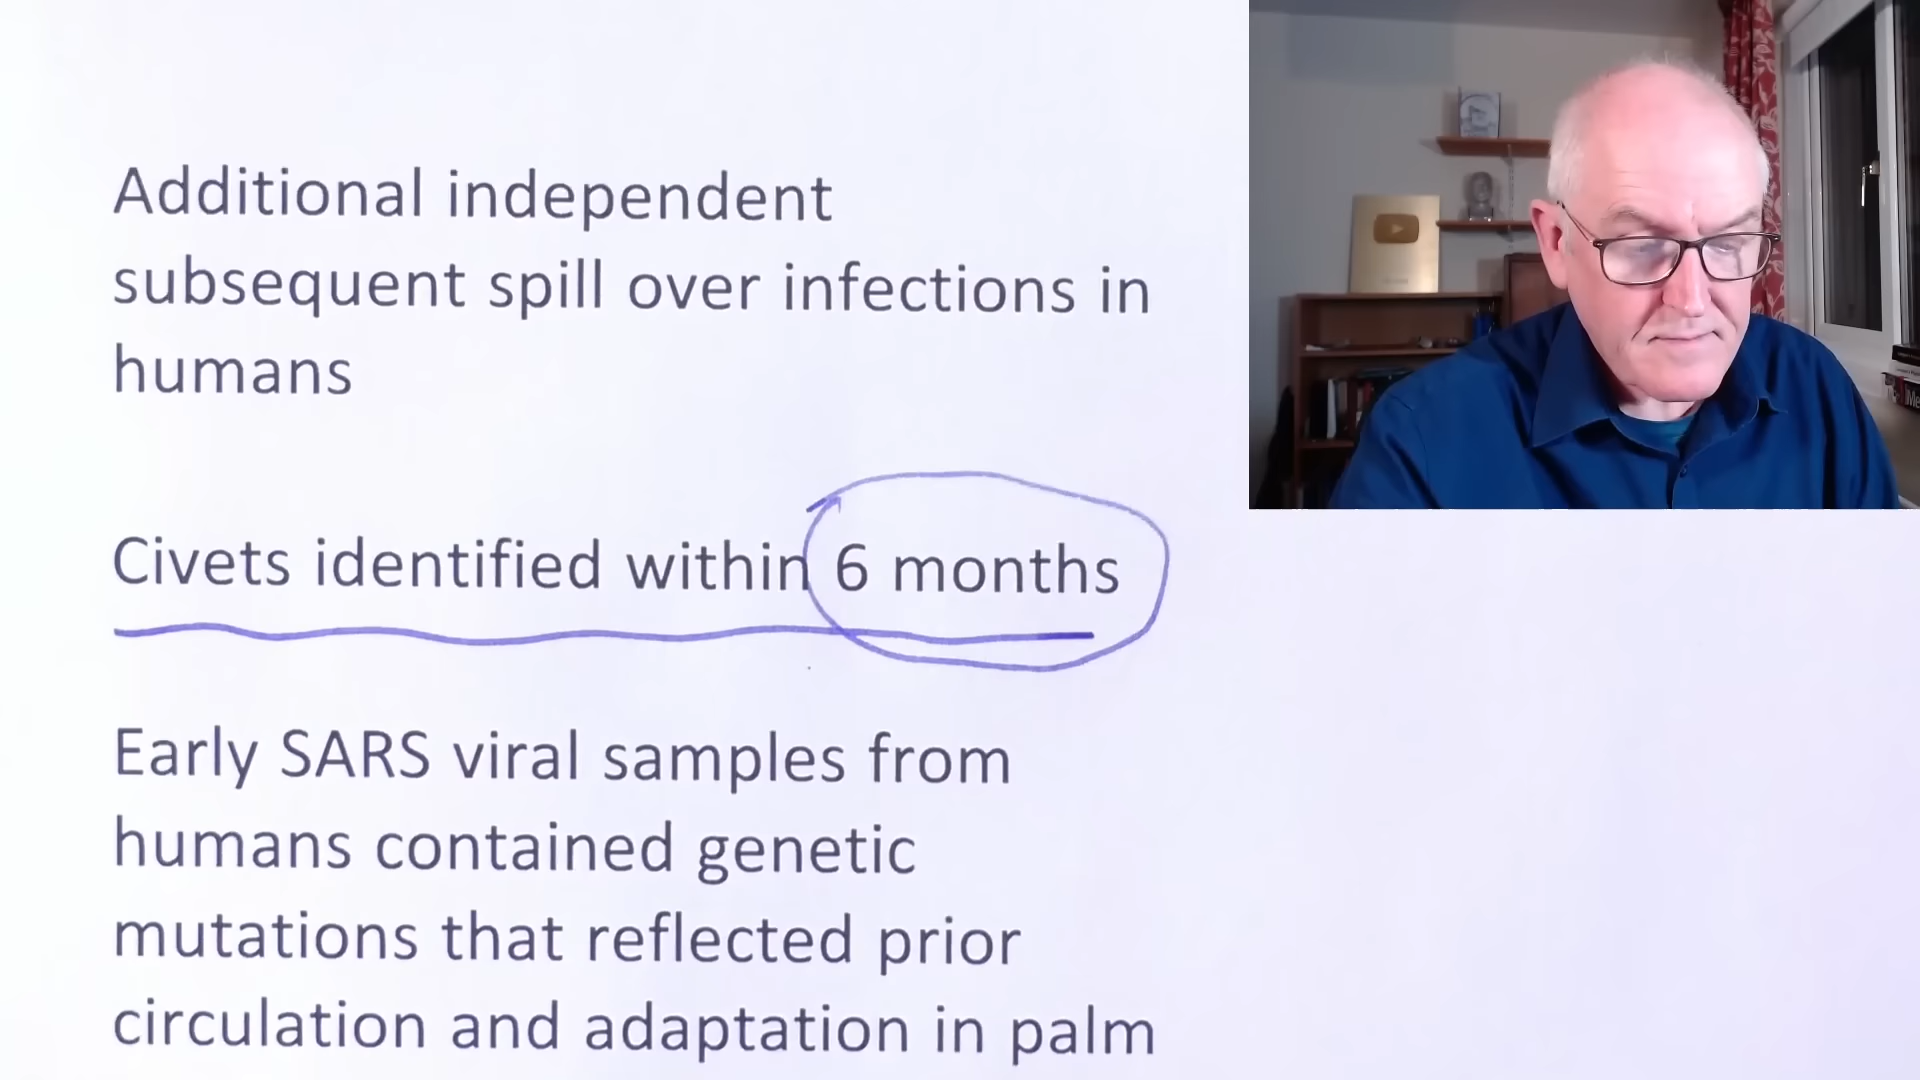 Additional independent
subsequent spill over infections in
humans
Civets identified within 6 months
Early SARS viral samples from
humans contained genetic
mutations that reflected prior
circulation and adaptation in palm